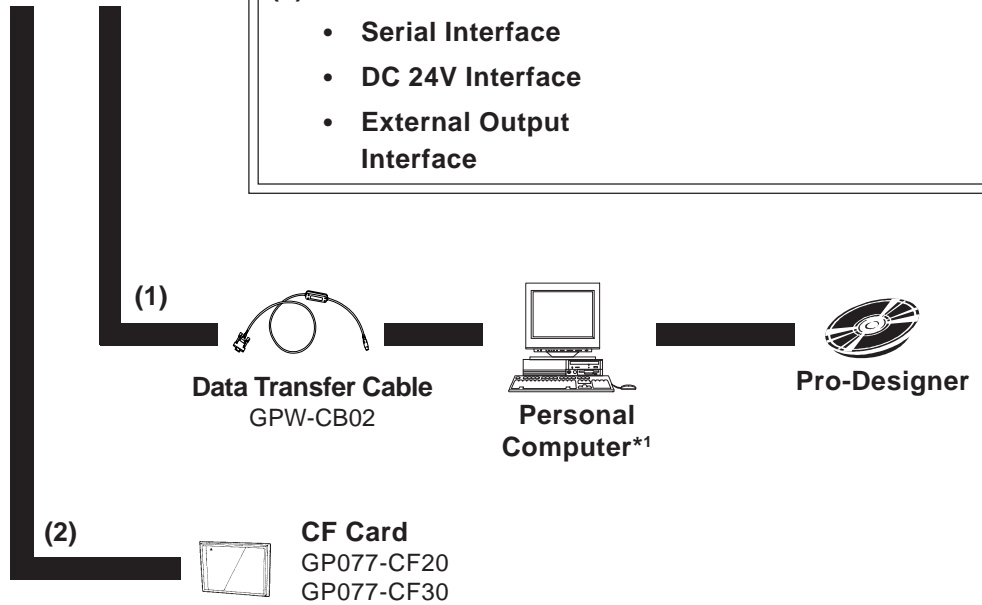 • Serial Interface
• DC 24V Interface
• External Output
Interface
(1)
Data Transfer Cable
GPW-CB02
Personal
Computer*1
Pro-Designer
(2)
CF Card
GP077-CF20
GP077-CF30